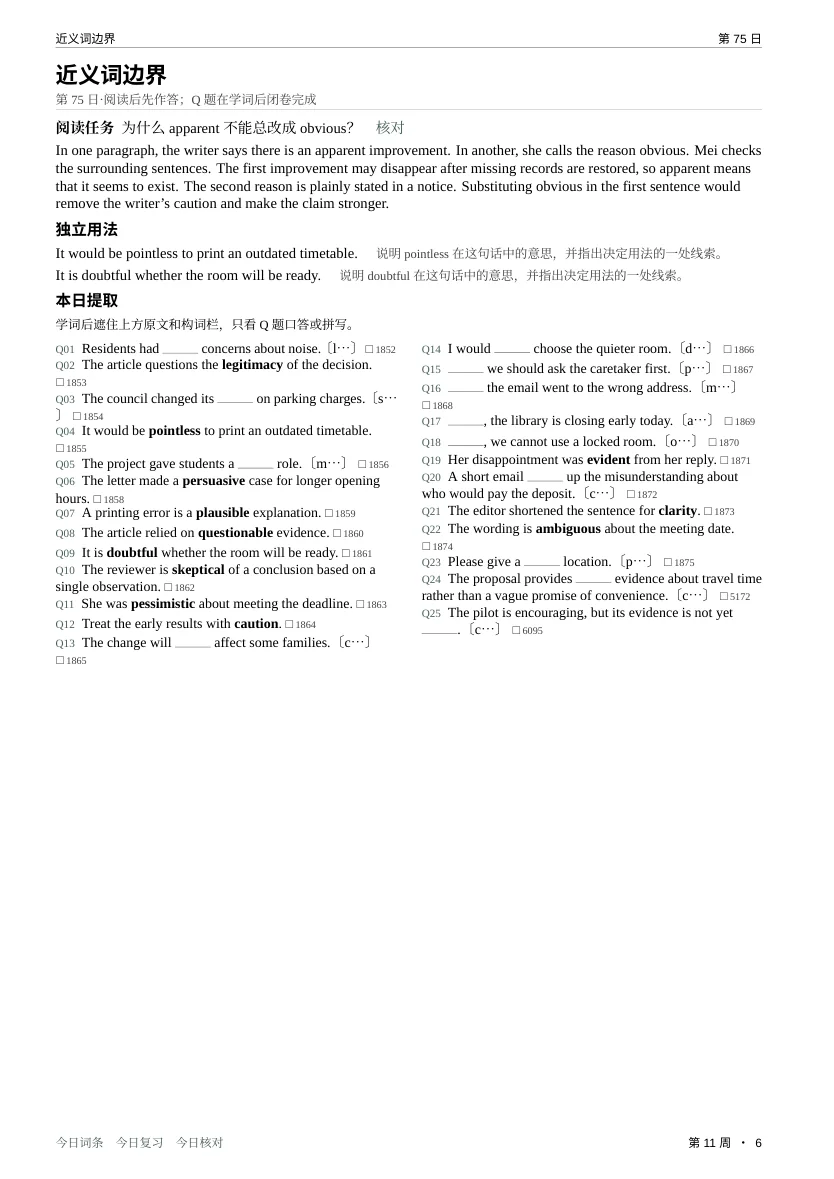 近义词边界 第 75 日
近义词边界
第 75 日·阅读后先作答；Q 题在学词后闭卷完成
阅读任务 为什么 apparent 不能总改成 obvious？ 核对
In one paragraph, the writer says there is an apparent improvement. In another, she calls the reason obvious. Mei checks
the surrounding sentences. The first improvement may disappear after missing records are restored, so apparent means
that it seems to exist. The second reason is plainly stated in a notice. Substituting obvious in the first sentence would
remove the writer’s caution and make the claim stronger.
独立用法
It would be pointless to print an outdated timetable. 说明 pointless 在这句话中的意思，并指出决定用法的一处线索。
It is doubtful whether the room will be ready. 说明 doubtful 在这句话中的意思，并指出决定用法的一处线索。
本日提取
学词后遮住上方原文和构词栏，只看 Q 题口答或拼写。
Q01 Residents had _____ concerns about noise.〔l…〕 □ 1852
Q02 The article questions the legitimacy of the decision.
□ 1853
Q03 The council changed its _____ on parking charges.〔s…
〕 □ 1854
Q04 It would be pointless to print an outdated timetable.
□ 1855
Q05 The project gave students a _____ role.〔m…〕 □ 1856
Q06 The letter made a persuasive case for longer opening
hours. □ 1858
Q07 A printing error is a plausible explanation. □ 1859
Q08 The article relied on questionable evidence. □ 1860
Q09 It is doubtful whether the room will be ready. □ 1861
Q10 The reviewer is skeptical of a conclusion based on a
single observation. □ 1862
Q11 She was pessimistic about meeting the deadline. □ 1863
Q12 Treat the early results with caution. □ 1864
Q13 The change will _____ affect some families.〔c…〕
□ 1865
Q14 I would _____ choose the quieter room.〔d…〕 □ 1866
Q15 _____ we should ask the caretaker first.〔p…〕 □ 1867
Q16 _____ the email went to the wrong address.〔m…〕
□ 1868
Q17 _____, the library is closing early today.〔a…〕 □ 1869
Q18 _____, we cannot use a locked room.〔o…〕 □ 1870
Q19 Her disappointment was evident from her reply. □ 1871
Q20 A short email _____ up the misunderstanding about
who would pay the deposit.〔c…〕 □ 1872
Q21 The editor shortened the sentence for clarity. □ 1873
Q22 The wording is ambiguous about the meeting date.
□ 1874
Q23 Please give a _____ location.〔p…〕 □ 1875
Q24 The proposal provides _____ evidence about travel time
rather than a vague promise of convenience.〔c…〕 □ 5172
Q25 The pilot is encouraging, but its evidence is not yet
_____.〔c…〕 □ 6095
今日词条 今日复习 今日核对 第 11 周 · 6